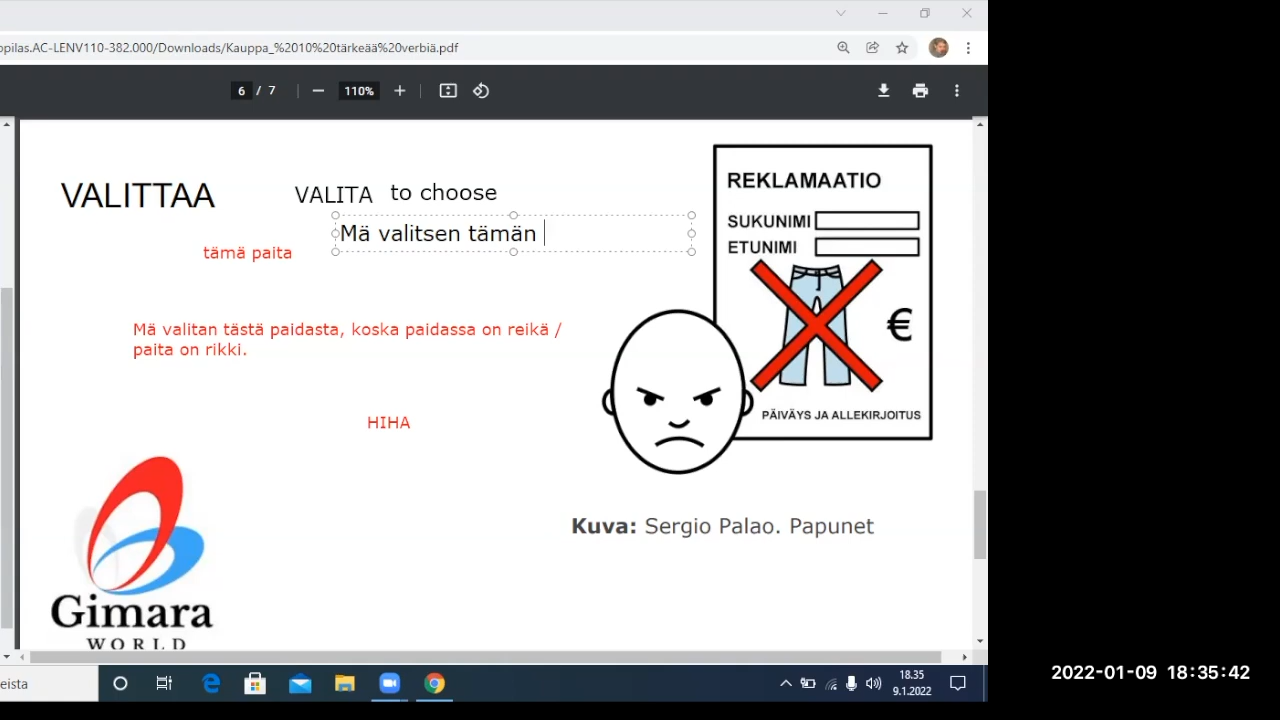 opilas.AC-LENV110-382.000/Downloads/Kauppa_%2010%20tärkeää%20verbiä.pdf
6 / 7
110%
VALITTAA
VALITA to choose
Mä valitsen tämän
tämä paita
Mä valitan tästä paidasta, koska paidassa on reikä /
paita on rikki.
HIHA
REKLAMAATIO
SUKUNIMI
ETUNIMI
€
PÄIVÄYS JA ALLEKIRJOITUS
Kuva: Sergio Palao. Papunet
Gimara
WORLD
eista
18.35
9.1.2022
2022-01-09 18:35:42